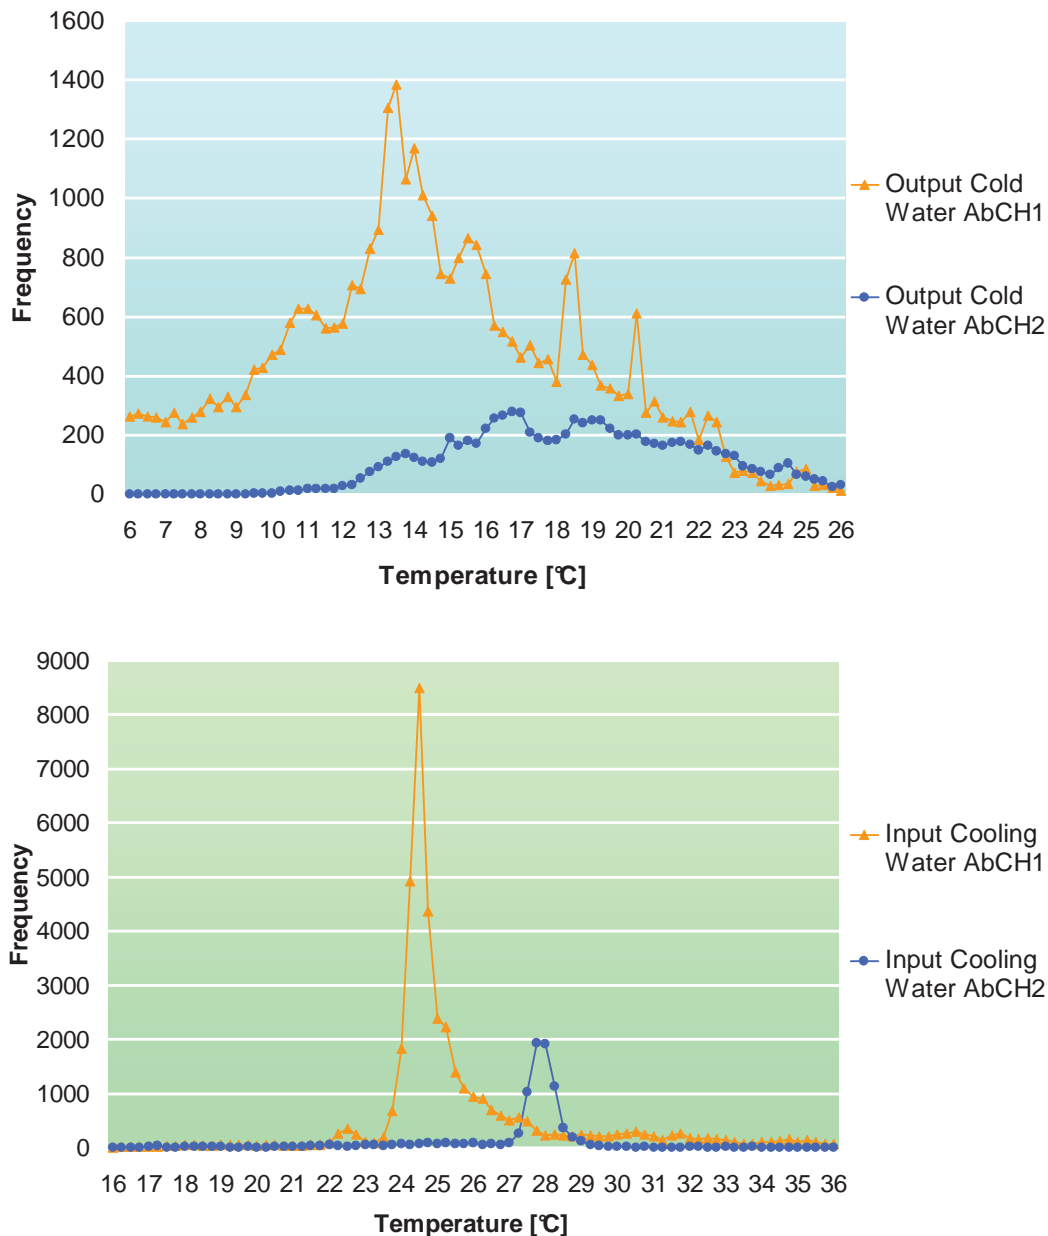 1600
1400
1200
1000
800
600
400
200
0
Frequency
6 7 8 9 10 11 12 13 14 15 16 17 18 19 20 21 22 23 24 25 26
Temperature [°C]
Output Cold
Water AbCH1
Output Cold
Water AbCH2
9000
8000
7000
6000
5000
4000
3000
2000
1000
0
Frequency
16 17 18 19 20 21 22 23 24 25 26 27 28 29 30 31 32 33 34 35 36
Temperature [°C]
Input Cooling
Water AbCH1
Input Cooling
Water AbCH2